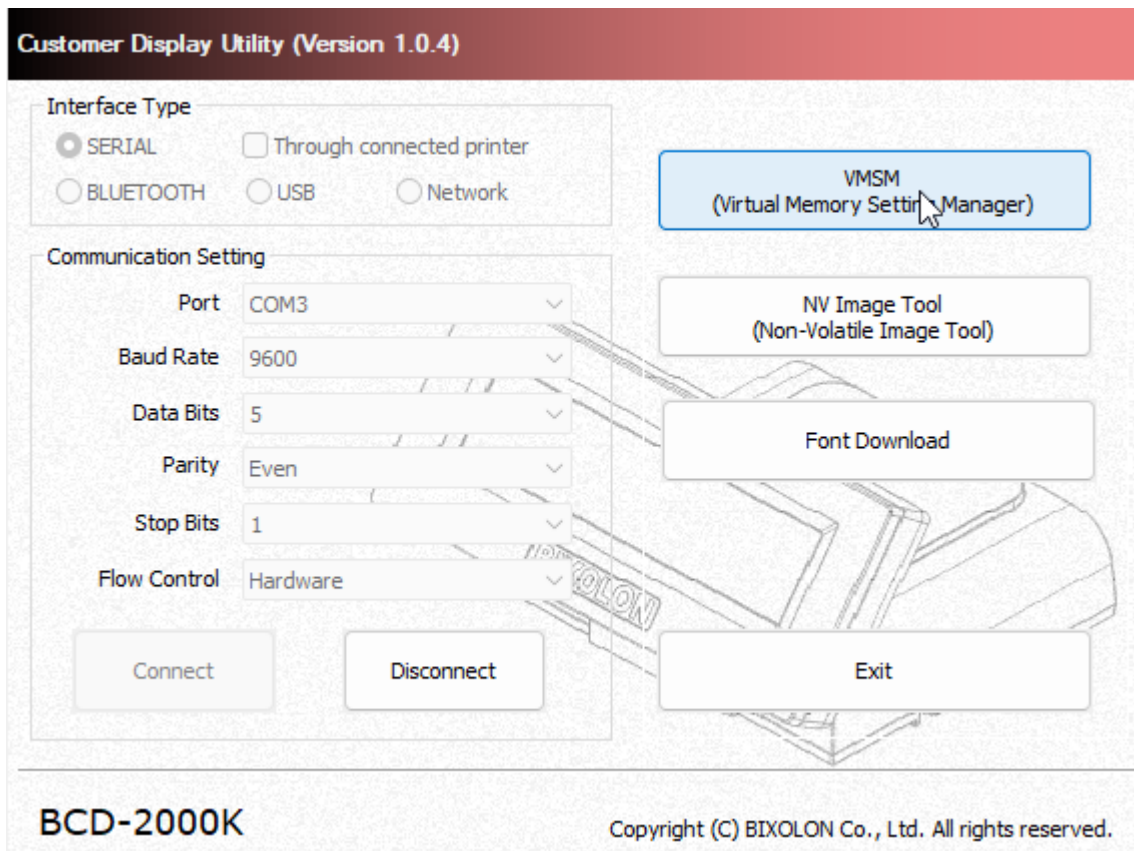 Customer Display Utility (Version 1.0.4)
Interface Type
SERIAL
Through connected printer
BLUETOOTH
USB
Network
Communication Setting
Port COM3
Baud Rate 9600
Data Bits 5
Parity Even
Stop Bits 1
Flow Control Hardware
Connect
Disconnect
VMSM
(Virtual Memory Setting Manager)
NV Image Tool
(Non-Volatile Image Tool)
Font Download
Exit
BIXOLON
BCD-2000K
Copyright (C) BIXOLON Co., Ltd. All rights reserved.